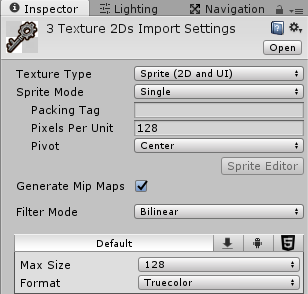 Inspector Lighting Navigation
3 Texture 2Ds Import Settings
Open
Texture Type Sprite (2D and UI)
Sprite Mode Single
Packing Tag
Pixels Per Unit 128
Pivot Center
Sprite Editor
Generate Mip Maps
Filter Mode Bilinear
Default
Max Size 128
Format Truecolor